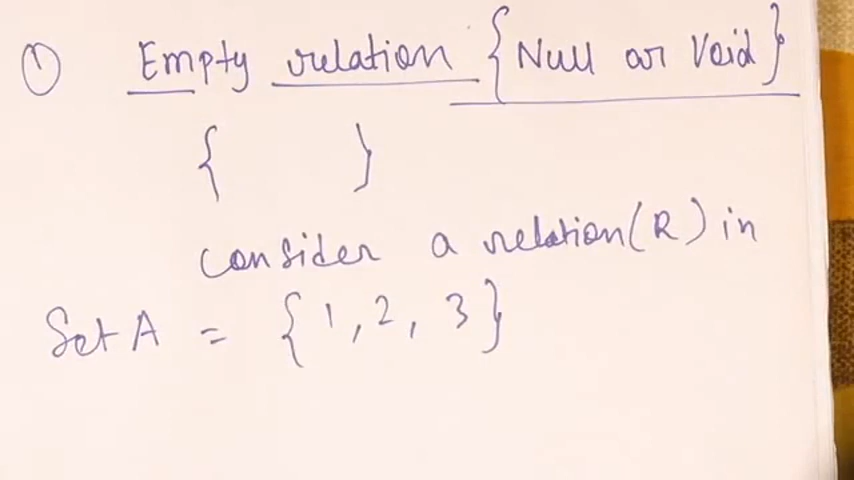 ① Empty relation {Null or Void}
{ }
consider a relation(R) in
Set A = {1, 2, 3}